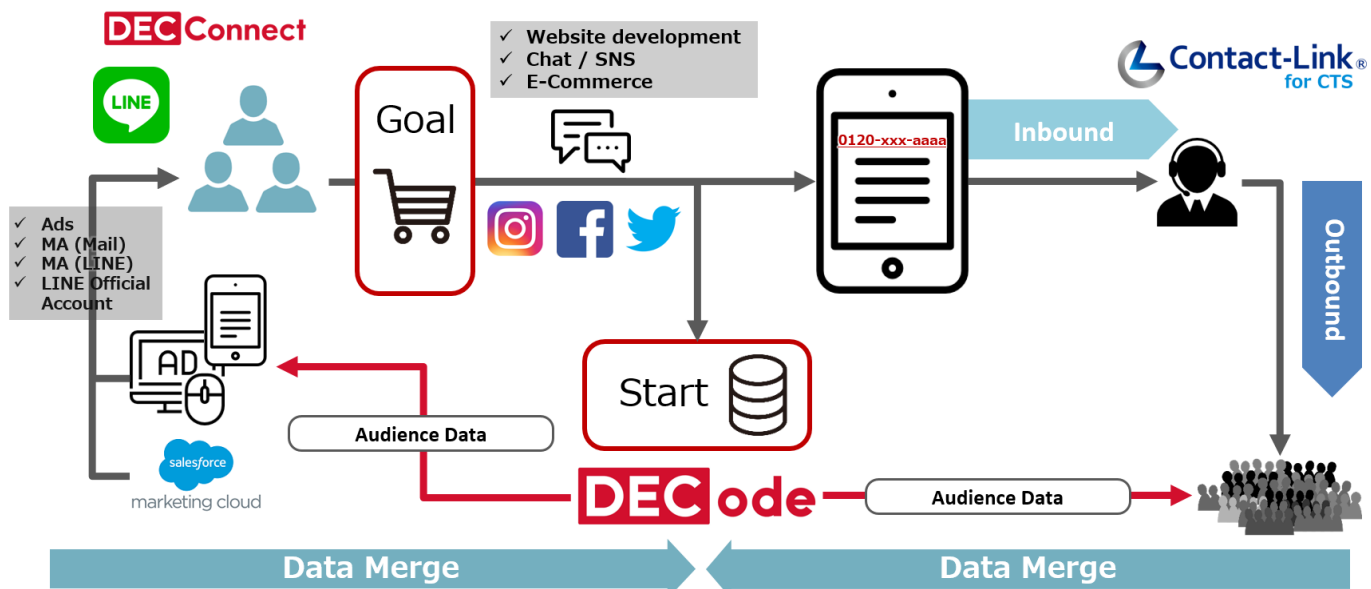 DEC Connect
LINE
Ads
MA (Mail)
MA (LINE)
LINE Official
Account
AD
salesforce
marketing cloud
Goal
Website development
Chat / SNS
E-Commerce
Start
Audience Data
DECode
Audience Data
0120-xxx-aaaa
Inbound
Contact-Link®
for CTS
Outbound
Data Merge
Data Merge